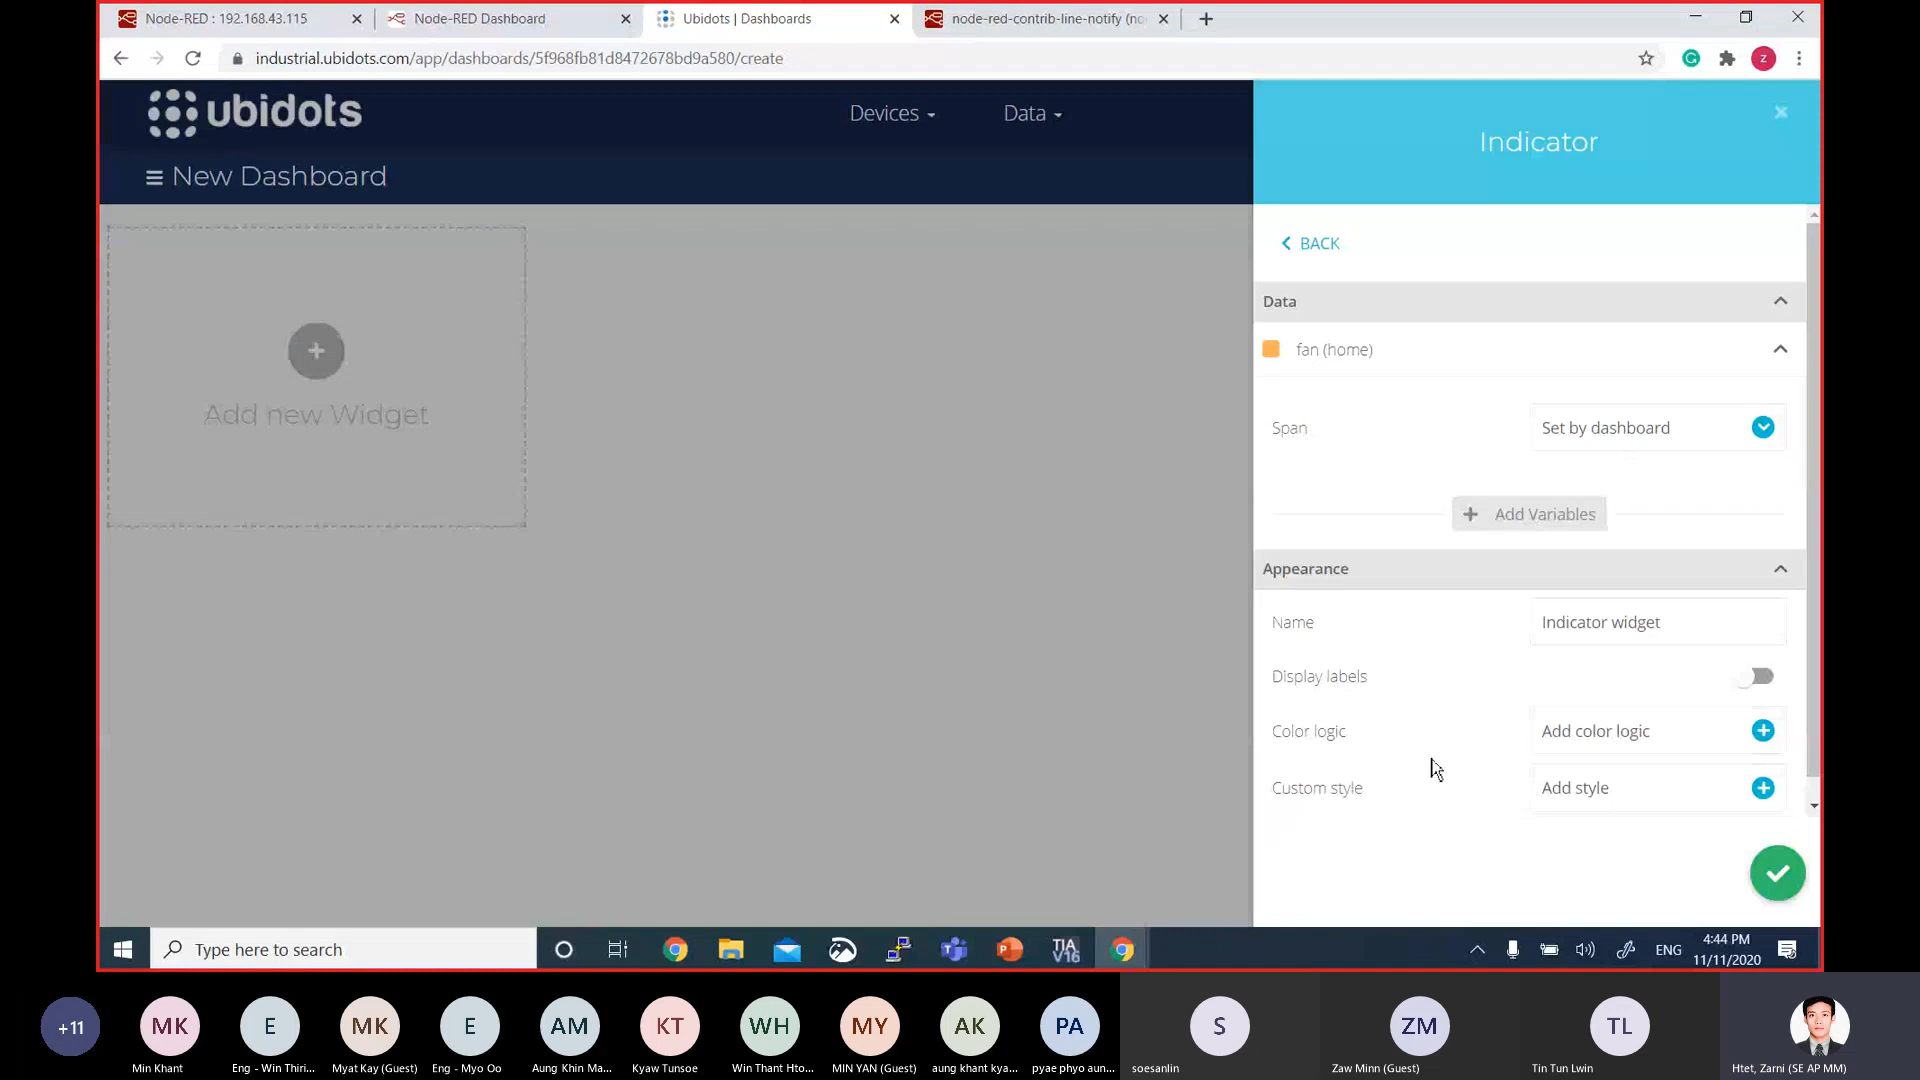 Node-RED : 192.168.43.115
Node-RED Dashboard
Ubidots | Dashboards
node-red-contrib-line-notify (no
industrial.ubidots.com/app/dashboards/5f968fb81d8472678bd9a580/create
Z
ubidots
Devices
Data
New Dashboard
Add new Widget
Indicator
BACK
Data
fan (home)
Span
Set by dashboard
Add Variables
Appearance
Name
Indicator widget
Display labels
Color logic
Add color logic
Custom style
Add style
Type here to search
TIA
V16
ENG
4:44 PM
11/11/2020
+11
MK
E
MK
E
AM
KT
WH
MY
AK
PA
S
ZM
TL
Min Khant
Eng - Win Thiri...
Myat Kay (Guest)
Eng - Myo Oo
Aung Khin Ma...
Kyaw Tunsoe
Win Thant Hto...
MIN YAN (Guest)
aung khant kya...
pyae phyo aun...
soesanlin
Zaw Minn (Guest)
Tin Tun Lwin
Htet, Zarni (SE AP MM)